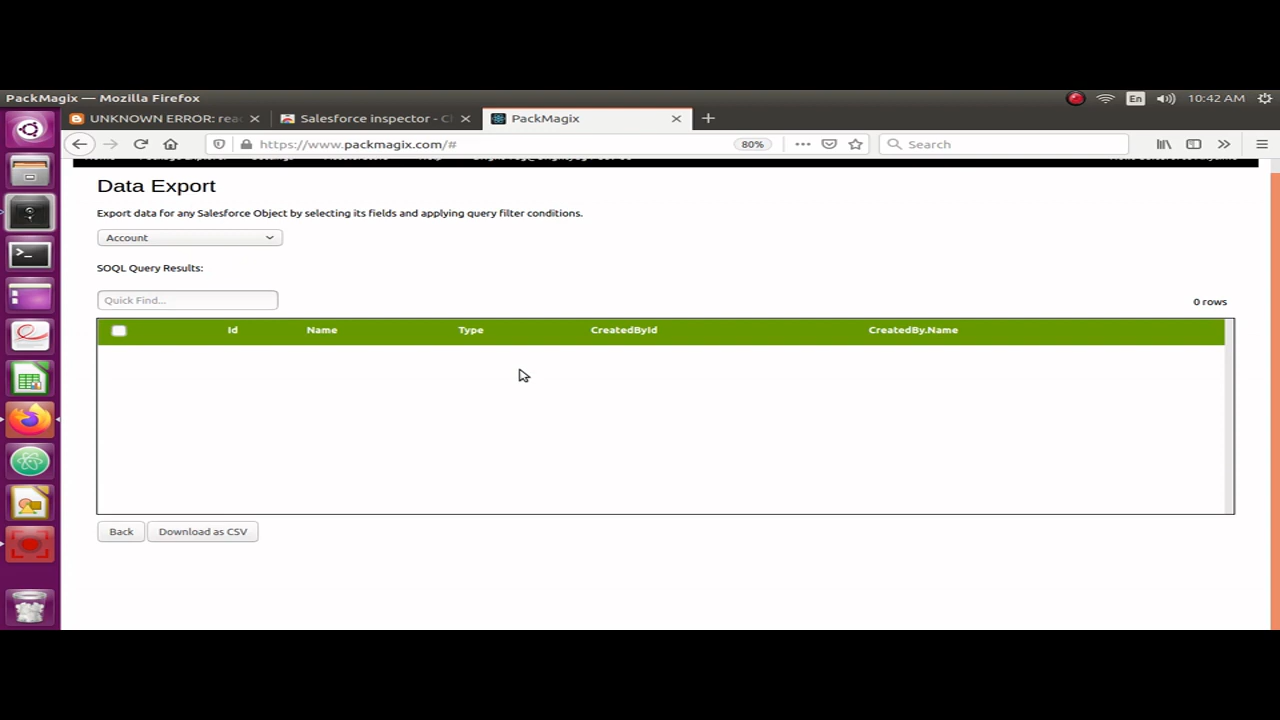 PackMagix — Mozilla Firefox
En
10:42 AM
UNKNOWN ERROR: rea
Salesforce inspector - C
PackMagix
https://www.packmagix.com/#
80%
Search
Data Export
Export data for any Salesforce Object by selecting its fields and applying query filter conditions.
Account
SOQL Query Results:
Quick Find...
0 rows
Id Name Type CreatedById CreatedBy.Name
Back Download as CSV